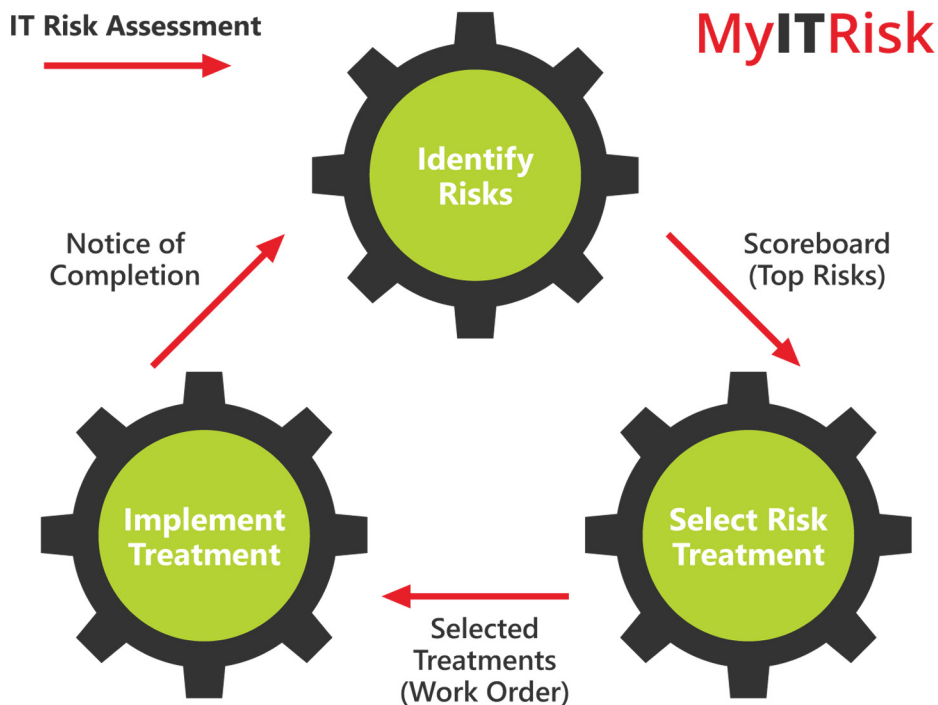 IT Risk Assessment
MyITRisk
Identify
Risks
Notice of
Completion
Scoreboard
(Top Risks)
Implement
Treatment
Select Risk
Treatment
Selected
Treatments
(Work Order)